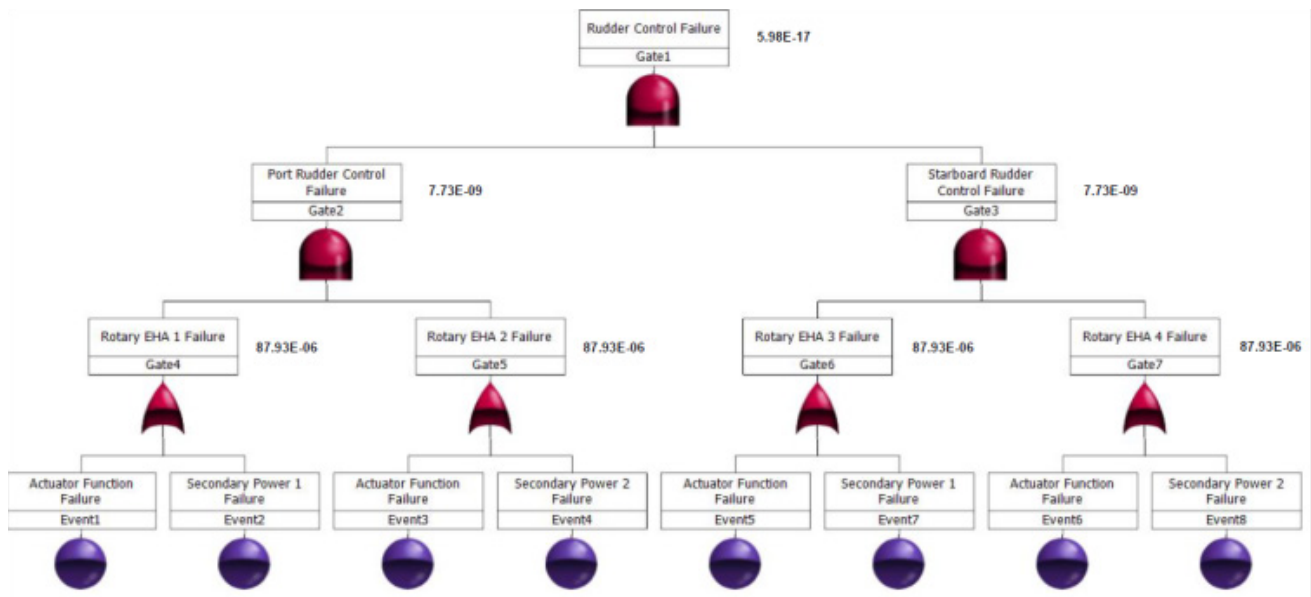 Rudder Control Failure
5.98E-17
Gate1
Port Rudder Control
Failure
7.73E-09
Gate2
Starboard Rudder
Control Failure
7.73E-09
Gate3
Rotary EHA 1 Failure
87.93E-06
Gate4
Rotary EHA 2 Failure
87.93E-06
Gate5
Rotary EHA 3 Failure
87.93E-06
Gate6
Rotary EHA 4 Failure
87.93E-06
Gate7
Actuator Function
Failure
Event1
Secondary Power 1
Failure
Event2
Actuator Function
Failure
Event3
Secondary Power 2
Failure
Event4
Actuator Function
Failure
Event5
Secondary Power 1
Failure
Event7
Actuator Function
Failure
Event6
Secondary Power 2
Failure
Event8